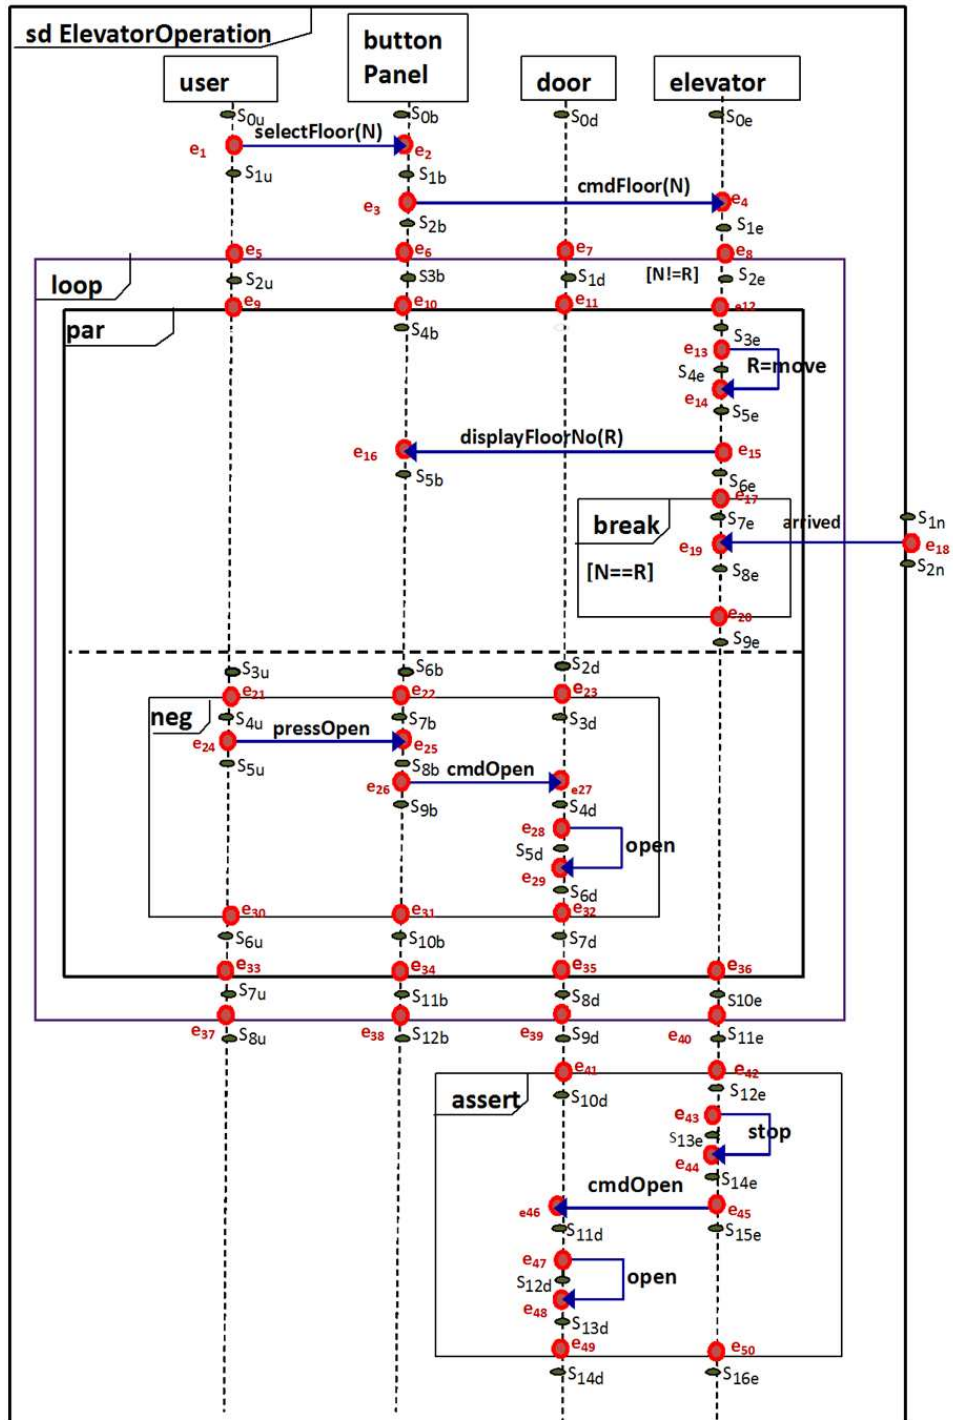 sd ElevatorOperation
button
Panel
user
door
elevator
S0u
S0b
S0d
S0e
selectFloor(N)
e1
e2
S1u
S1b
cmdFloor(N)
e3
e4
S2b
S1e
e5
e6
e7
e8
loop
S2u
S3b
S1d
[N!=R]
S2e
e9
e10
e11
e12
par
S4b
S3e
e13
R=move
S4e
e14
S5e
displayFloorNo(R)
e16
e15
S5b
S6e
e17
break
S7e
arrived
S1n
e19
e18
[N==R]
S8e
S2n
e20
S9e
S3u
S6b
S2d
e21
e22
e23
neg
S4u
S7b
S3d
pressOpen
e24
e25
S5u
S8b
cmdOpen
e26
e27
S9b
S4d
e28
S5d
open
e29
S6d
e30
e31
e32
S6u
S10b
S7d
e33
e34
e35
e36
S7u
S11b
S8d
S10e
e37
S8u
e38
S12b
e39
S9d
e40
S11e
e41
e42
assert
S10d
S12e
e43
S13e
stop
e44
S14e
cmdOpen
e46
e45
S11d
S15e
e47
S12d
open
e48
S13d
e49
e50
S14d
S16e